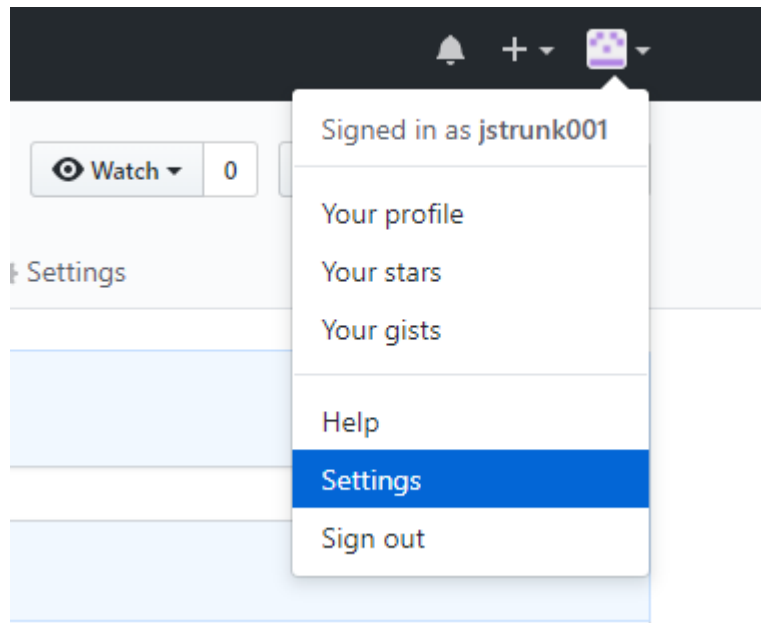 Signed in as jstrunk001
Watch 0
Your profile
Your stars
Settings
Your gists
Help
Settings
Sign out